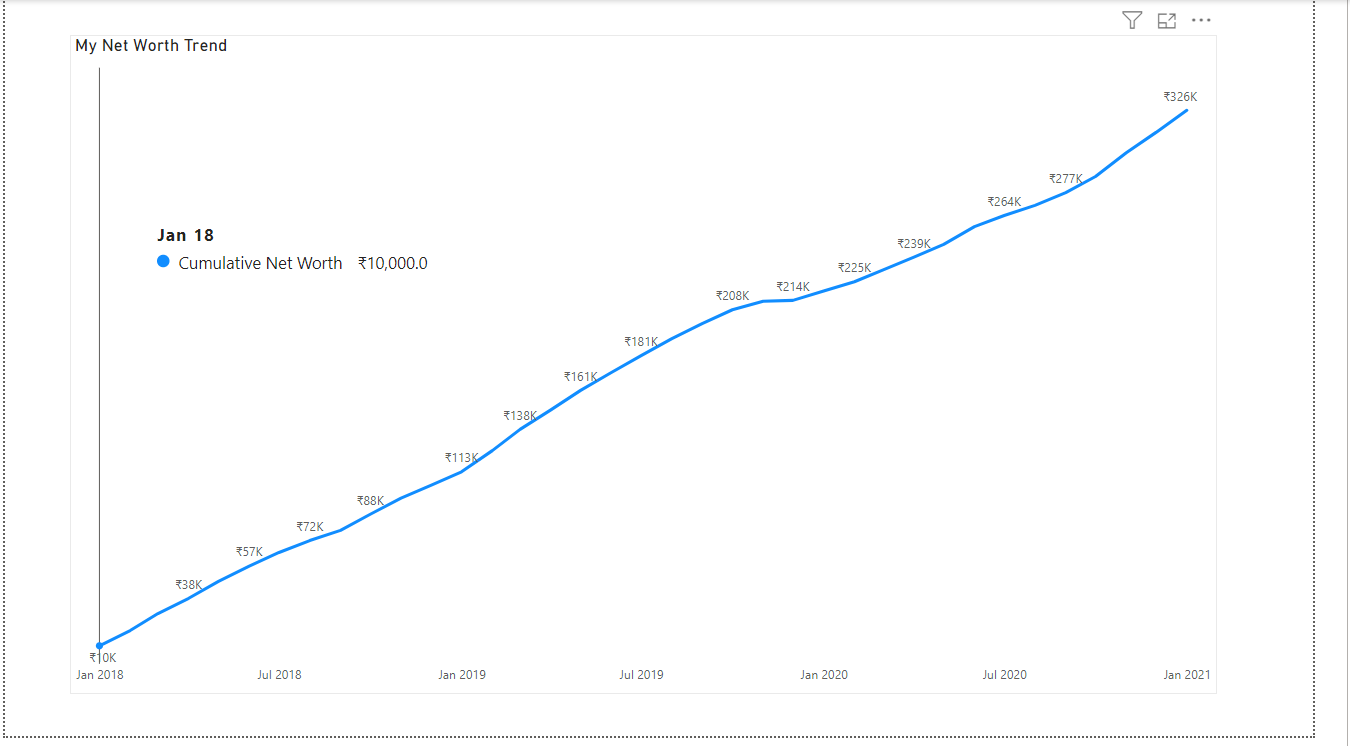 My Net Worth Trend
₹326K
₹277K
₹264K
Jan 18
₹239K
Cumulative Net Worth ₹10,000.0
₹225K
₹214K
₹208K
₹181K
₹161K
₹138K
₹113K
₹88K
₹72K
₹57K
₹38K
₹10K
Jan 2018 Jul 2018 Jan 2019 Jul 2019 Jan 2020 Jul 2020 Jan 2021